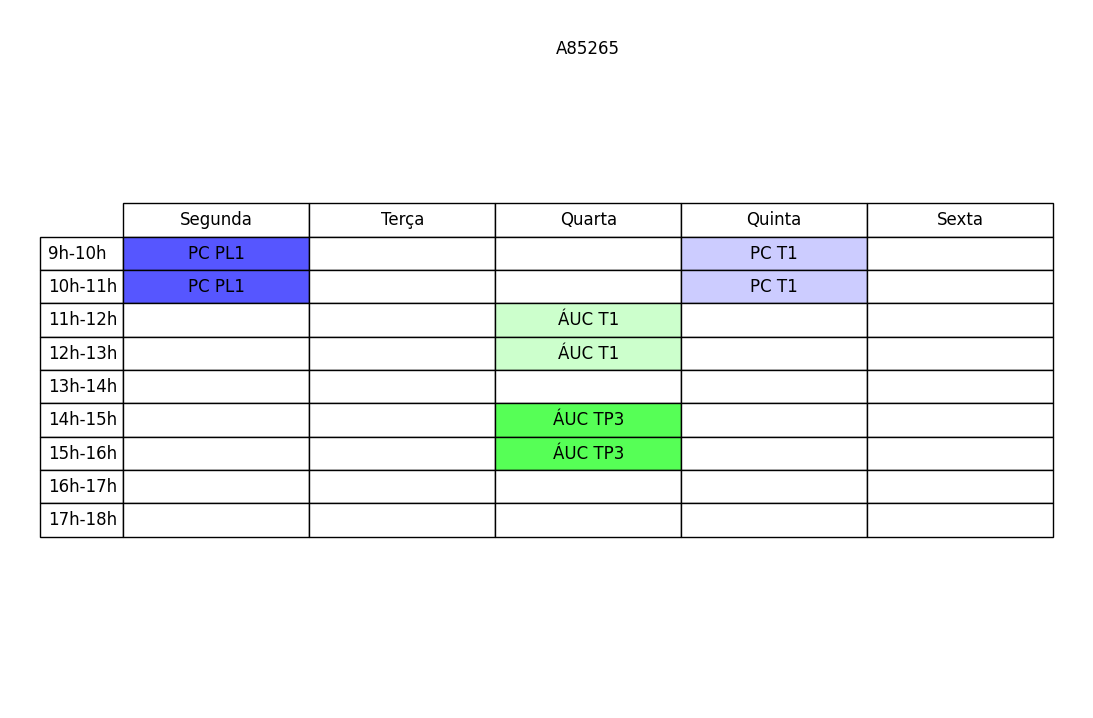 A85265
Segunda Terça Quarta Quinta Sexta
9h-10h PC PL1 PC T1
10h-11h PC PL1 PC T1
11h-12h ÁUC T1
12h-13h ÁUC T1
13h-14h
14h-15h ÁUC TP3
15h-16h ÁUC TP3
16h-17h
17h-18h